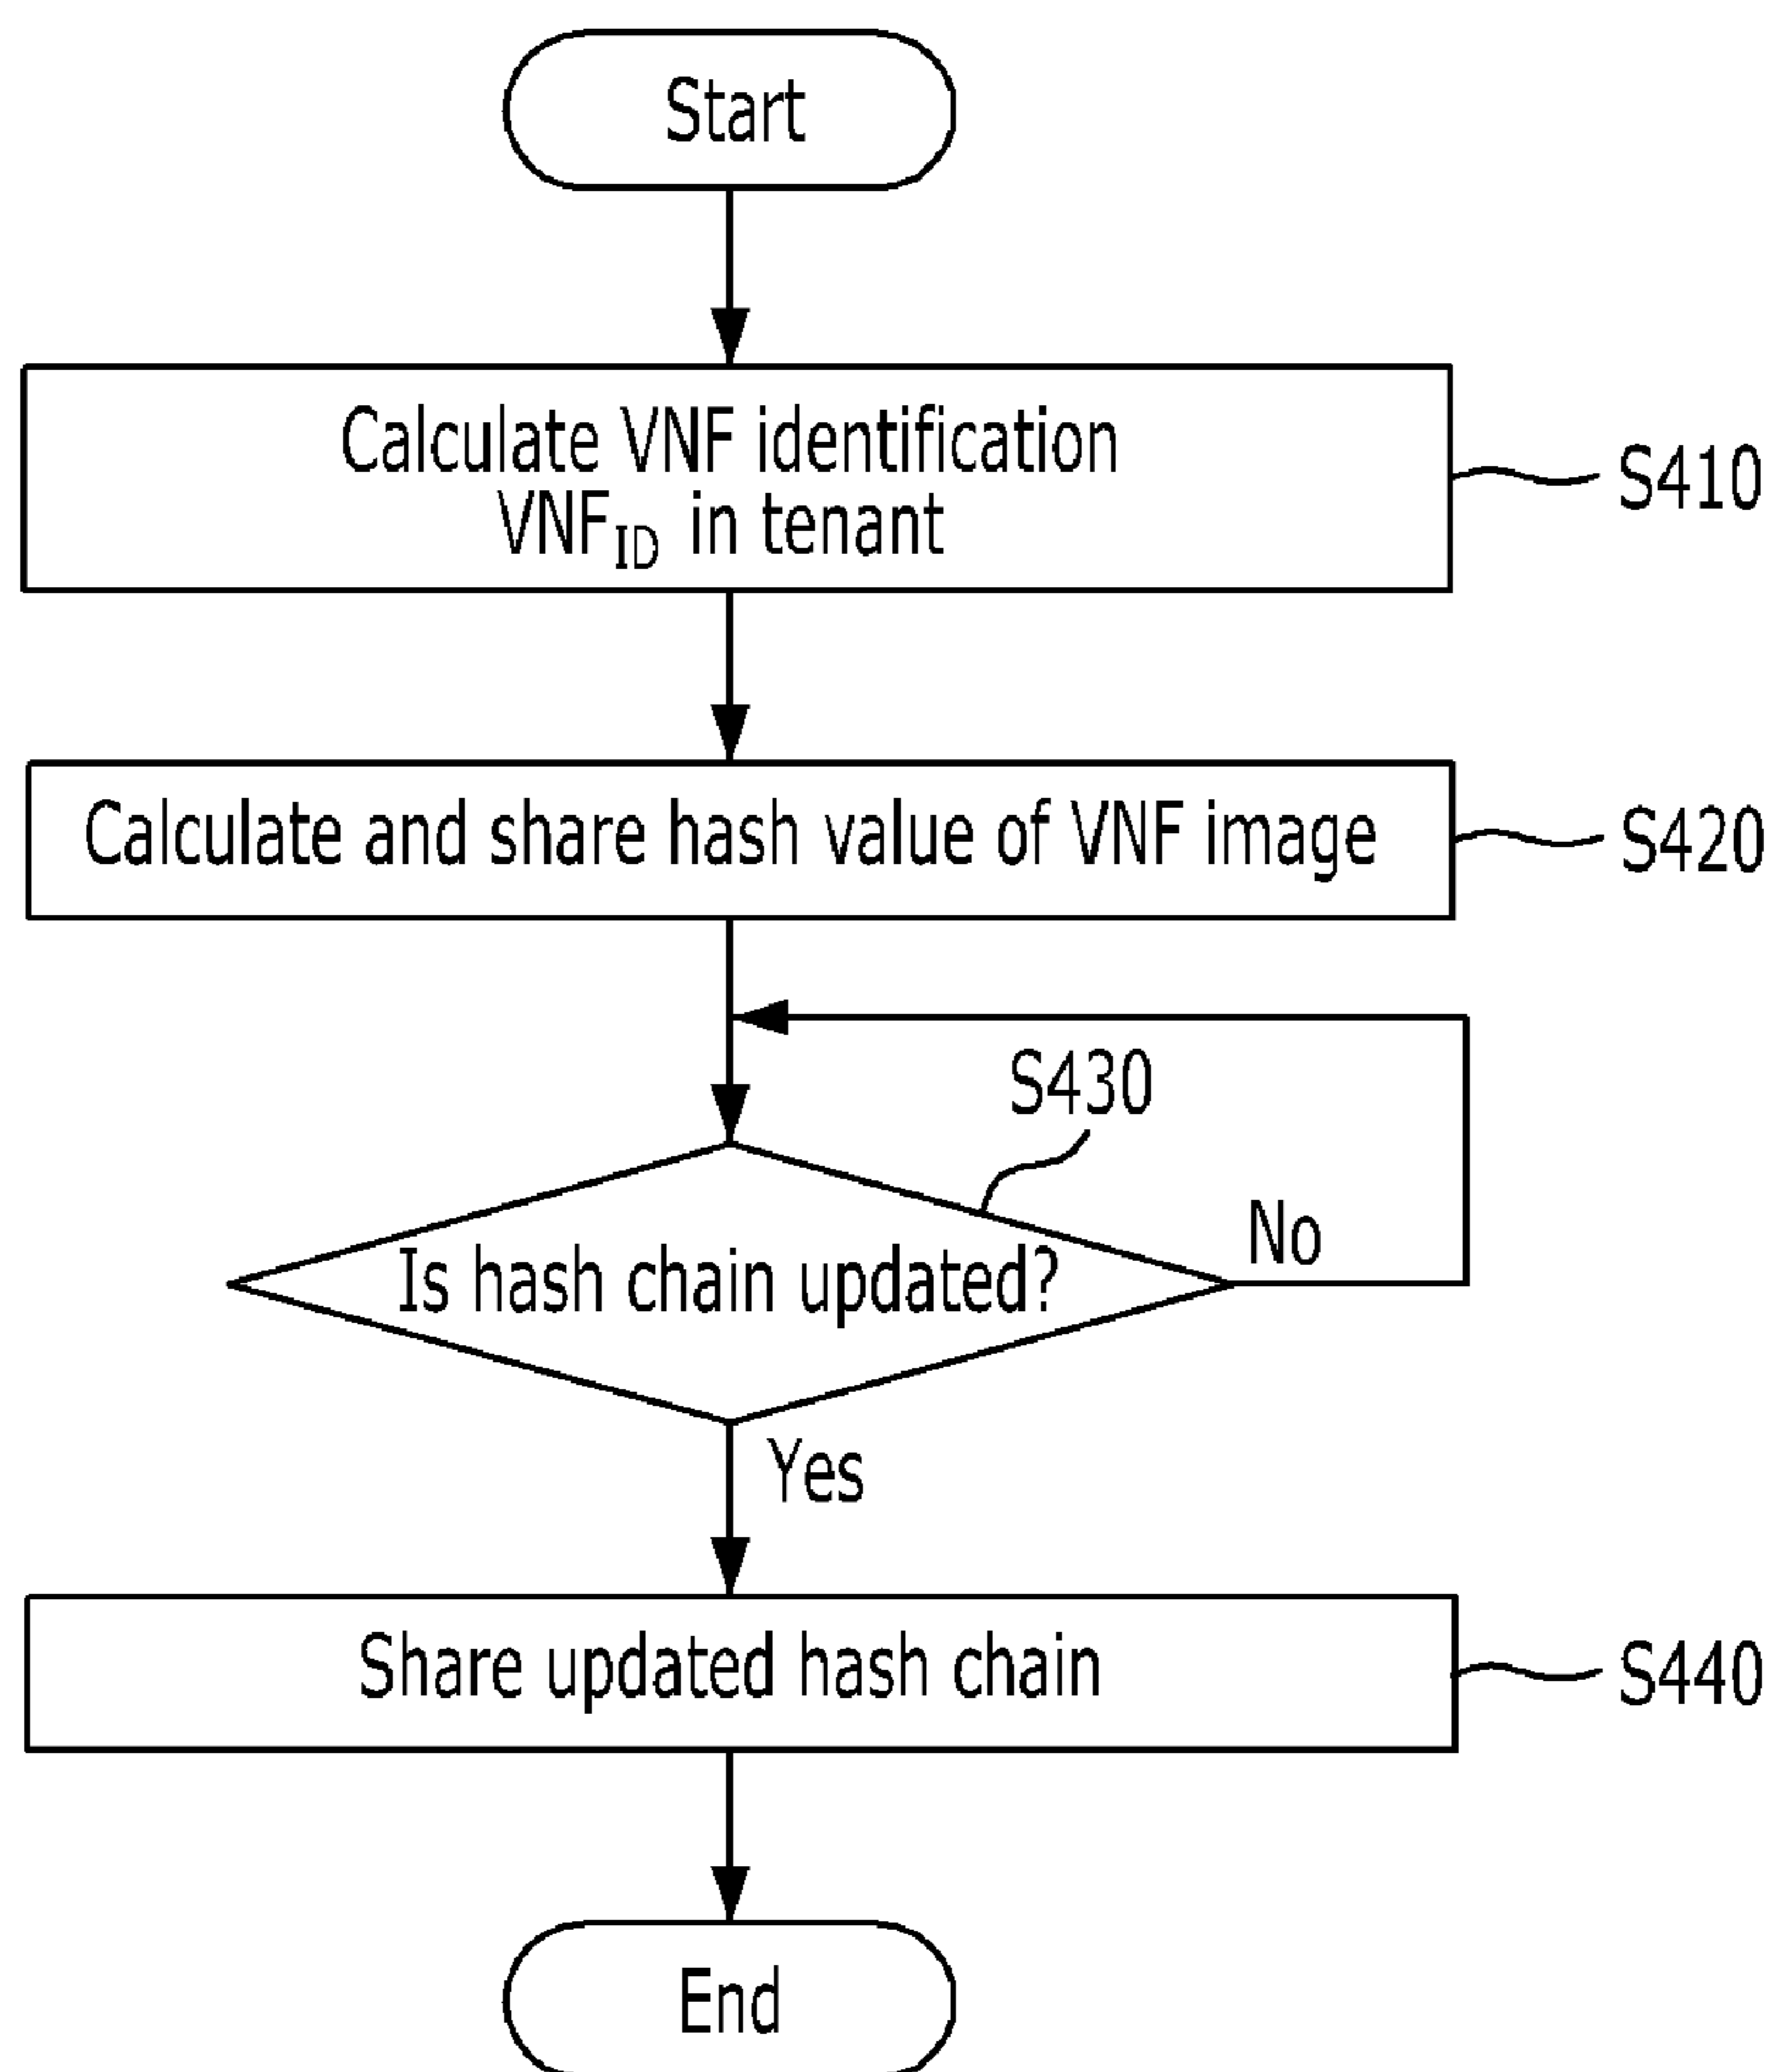 Start
Calculate VNF identification
VNF_ID in tenant
S410
Calculate and share hash value of VNF image
S420
S430
Is hash chain updated?
No
Yes
Share updated hash chain
S440
End